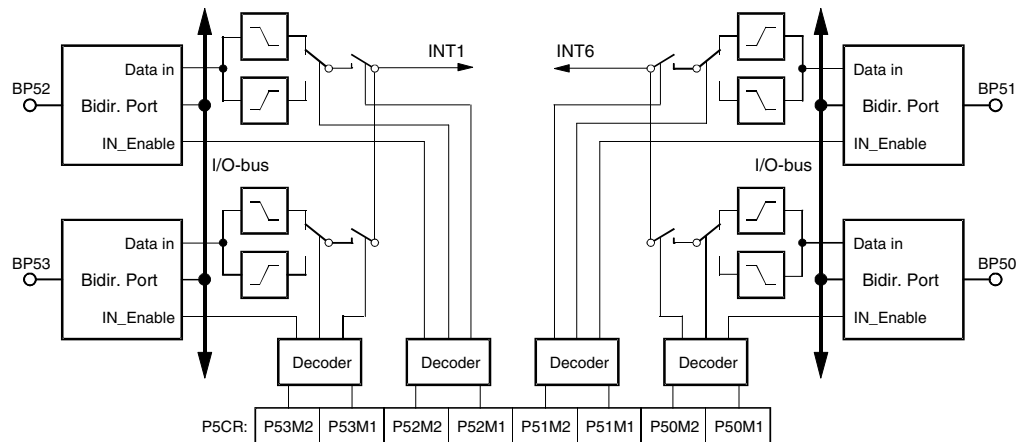 INT1 INT6
BP52 Data in Data in BP51
Bidir. Port Bidir. Port
IN_Enable IN_Enable
I/O-bus I/O-bus
Data in Data in
BP53 Bidir. Port Bidir. Port BP50
IN_Enable IN_Enable
Decoder Decoder Decoder Decoder
P5CR: P53M2 P53M1 P52M2 P52M1 P51M2 P51M1 P50M2 P50M1